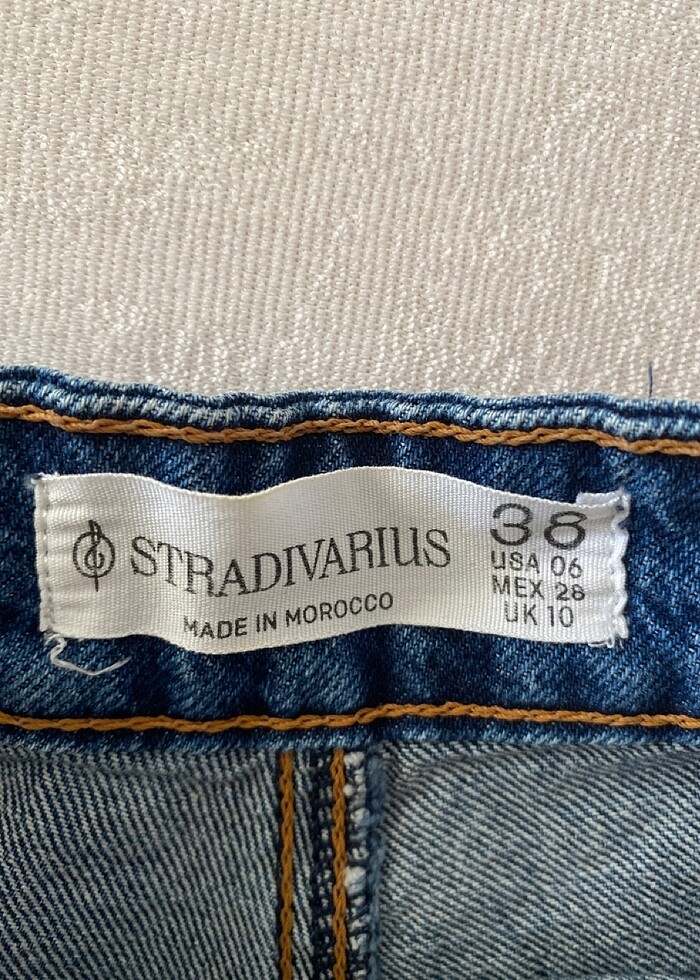 STRADIVARIUS
MADE IN MOROCCO
38
USA 06
MEX 28
UK 10